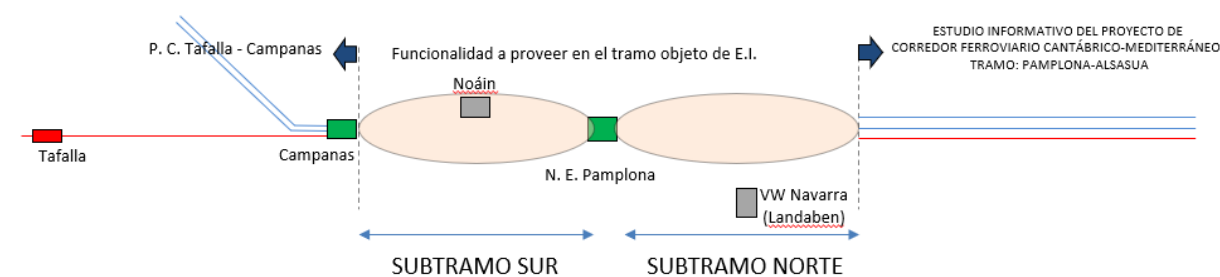 P. C. Tafalla - Campanas
Funcionalidad a proveer en el tramo objeto de E.I.
ESTUDIO INFORMATIVO DEL PROYECTO DE
CORREDOR FERROVIARIO CANTÁBRICO-MEDITERRÁNEO
TRAMO: PAMPLONA-ALSASUA
Noáin
Tafalla
Campanas
N. E. Pamplona
VW Navarra
(Landaben)
SUBTRAMO SUR
SUBTRAMO NORTE